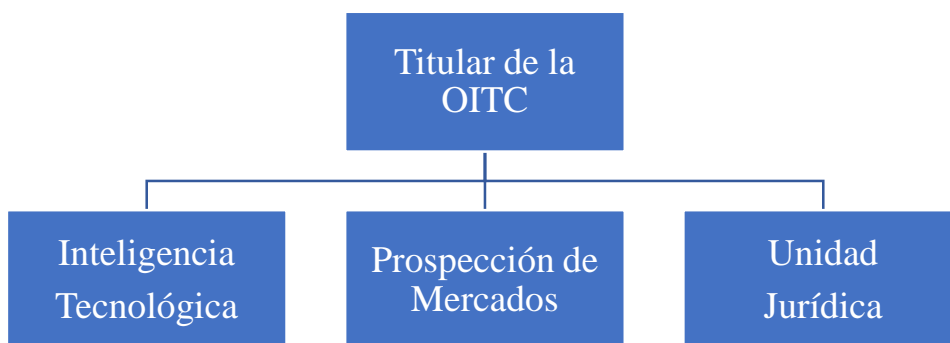 Titular de la
OITC
Inteligencia
Tecnológica
Prospección de
Mercados
Unidad
Jurídica